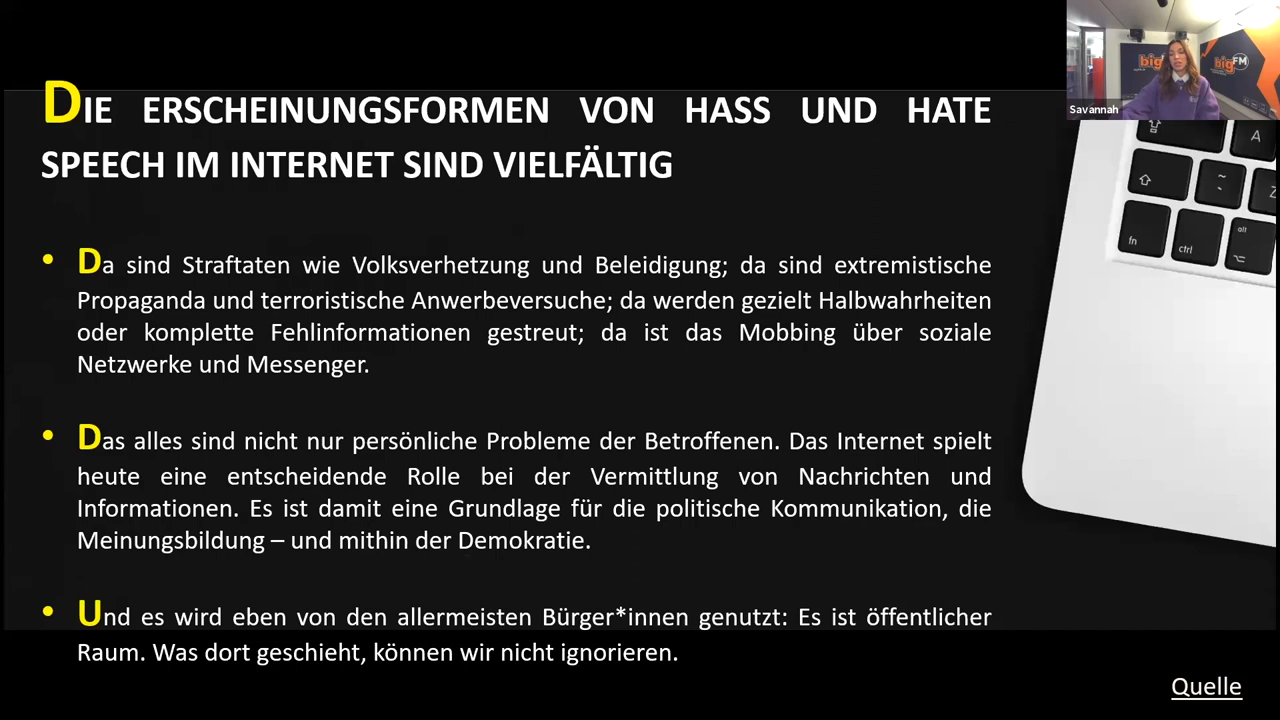 DIE ERSCHEINUNGSFORMEN VON HASS UND HATE
SPEECH IM INTERNET SIND VIELFÄLTIG
• Da sind Straftaten wie Volksverhetzung und Beleidigung; da sind extremistische
Propaganda und terroristische Anwerbeversuche; da werden gezielt Halbwahrheiten
oder komplette Fehlinformationen gestreut; da ist das Mobbing über soziale
Netzwerke und Messenger.
• Das alles sind nicht nur persönliche Probleme der Betroffenen. Das Internet spielt
heute eine entscheidende Rolle bei der Vermittlung von Nachrichten und
Informationen. Es ist damit eine Grundlage für die politische Kommunikation, die
Meinungsbildung – und mithin der Demokratie.
• Und es wird eben von den allermeisten Bürger*innen genutzt: Es ist öffentlicher
Raum. Was dort geschieht, können wir nicht ignorieren.
Quelle
big
bigFM
Savannah
A
~
Z
fn
ctrl
alt